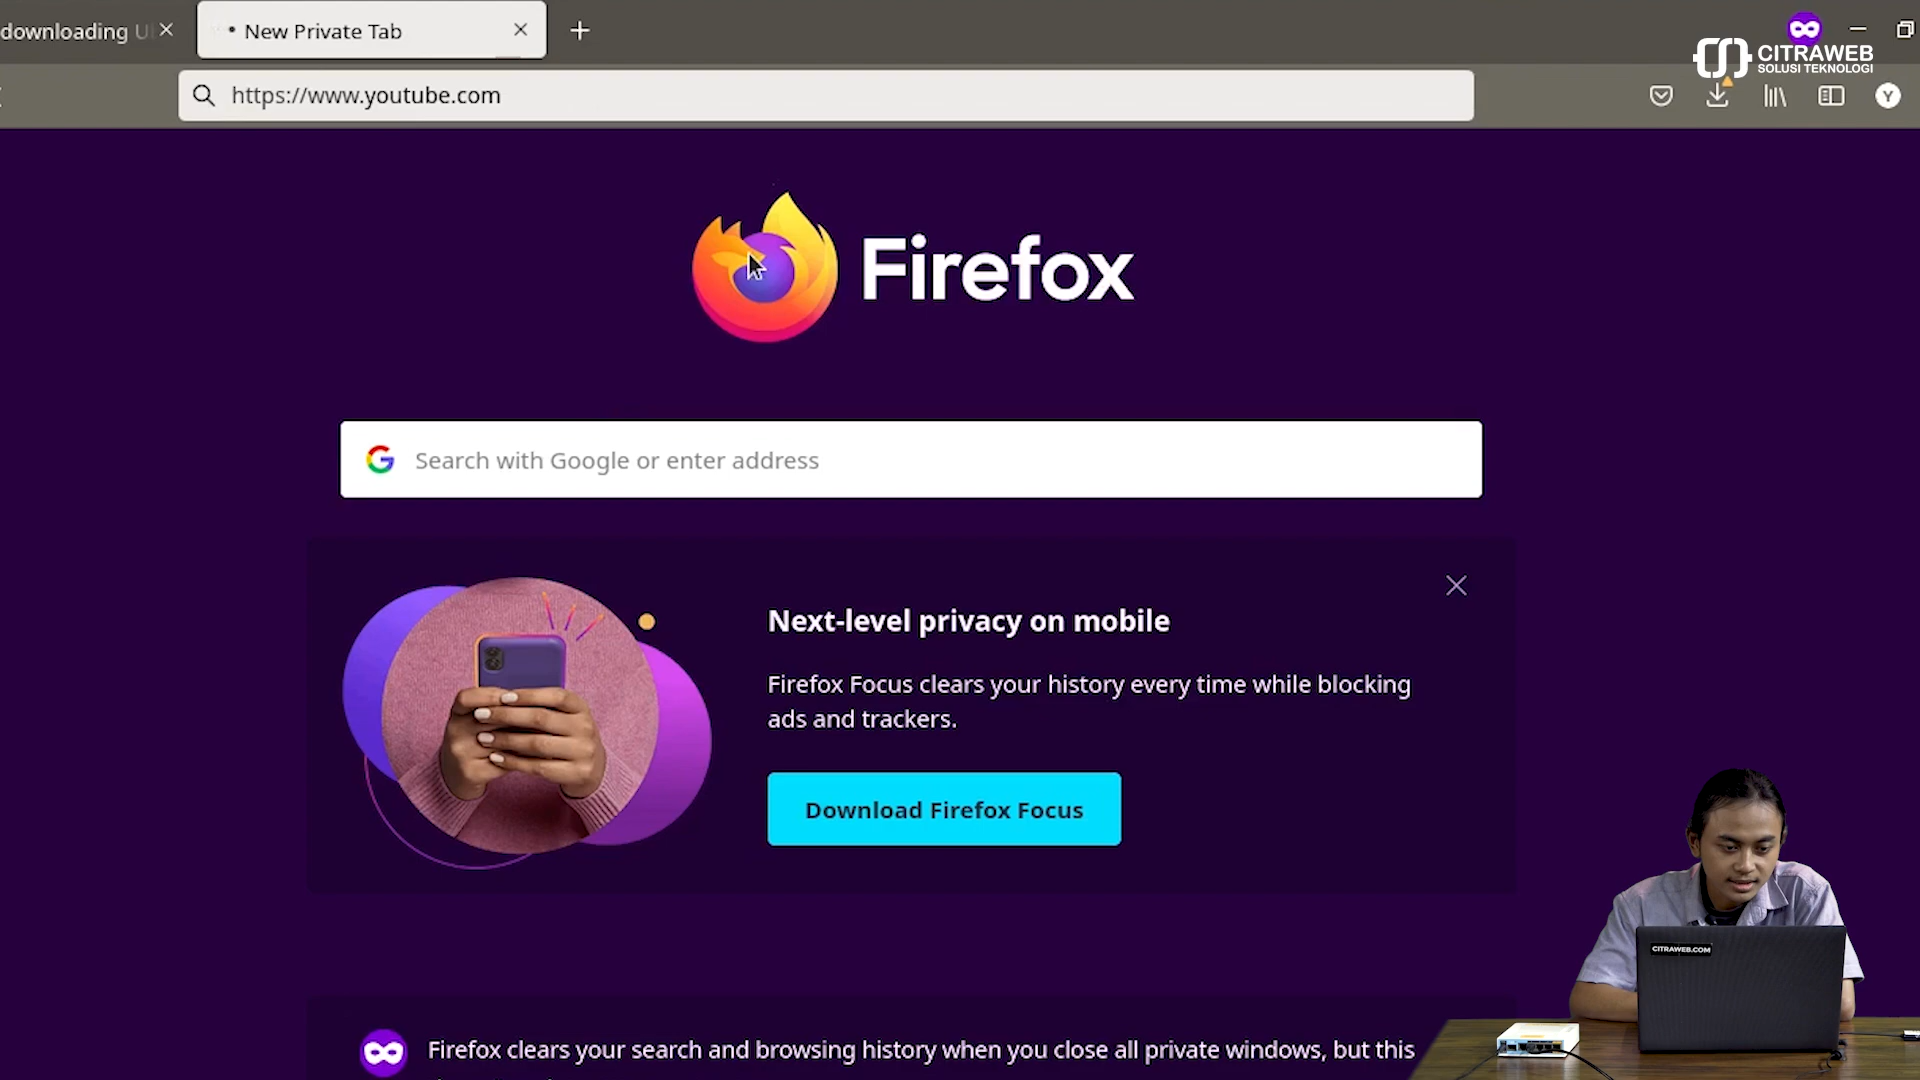 downloading
New Private Tab
CITRAWEB
SOLUSI TEKNOLOGI
https://www.youtube.com
Y
Firefox
Search with Google or enter address
Next-level privacy on mobile
Firefox Focus clears your history every time while blocking
ads and trackers.
Download Firefox Focus
CITRAWEB.COM
Firefox clears your search and browsing history when you close all private windows, but this